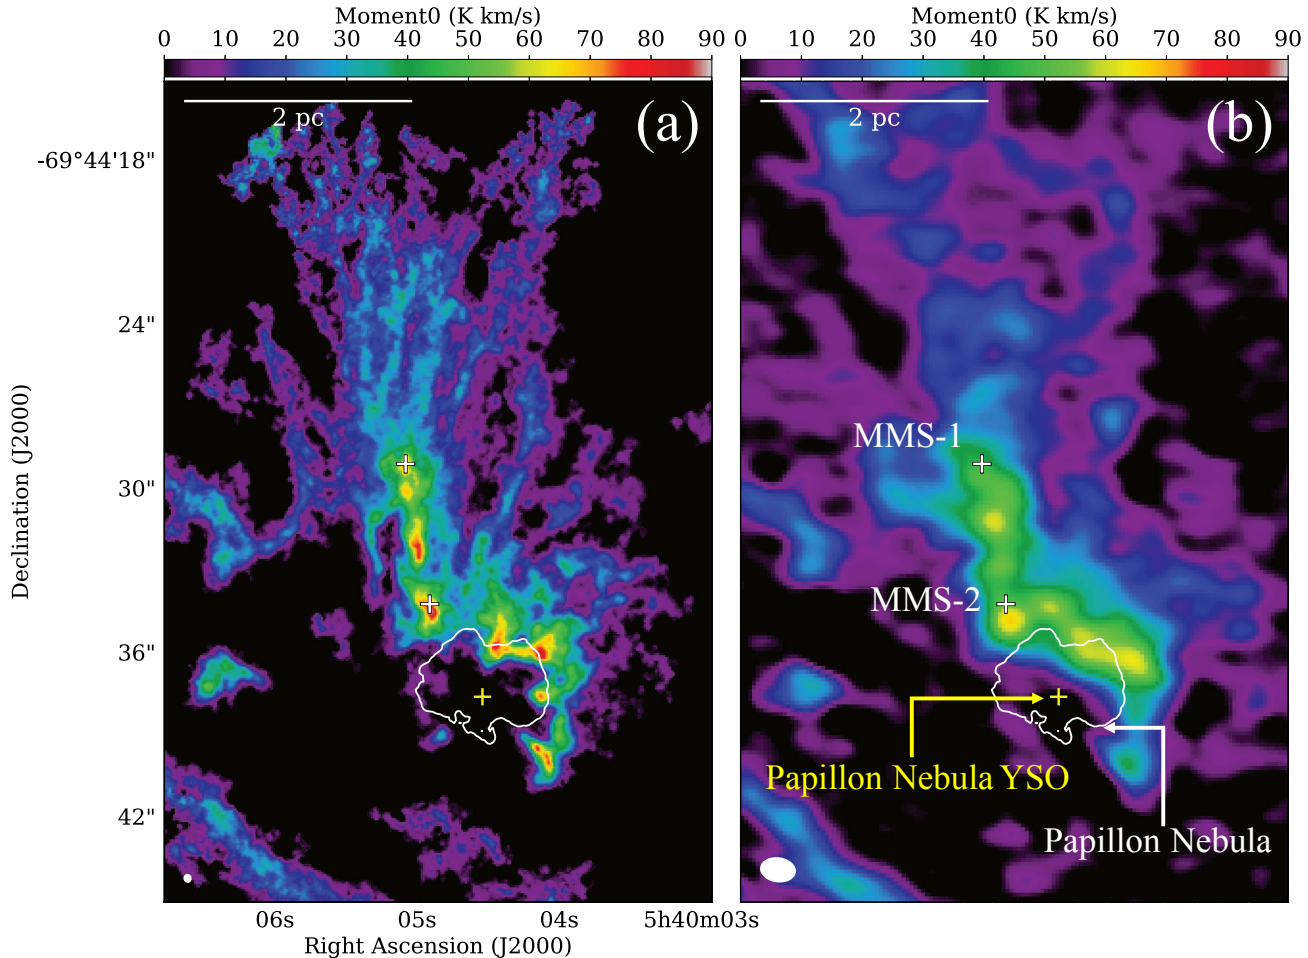 Moment0 (K km/s) Moment0 (K km/s)
0 10 20 30 40 50 60 70 80 90 0 10 20 30 40 50 60 70 80 90
2 pc (a) 2 pc (b)
-69°44'18"
24"
Declination (J2000)
MMS-1
30"
MMS-2
36"
Papillon Nebula YSO
42"
Papillon Nebula
06s 05s 04s 5h40m03s
Right Ascension (J2000)